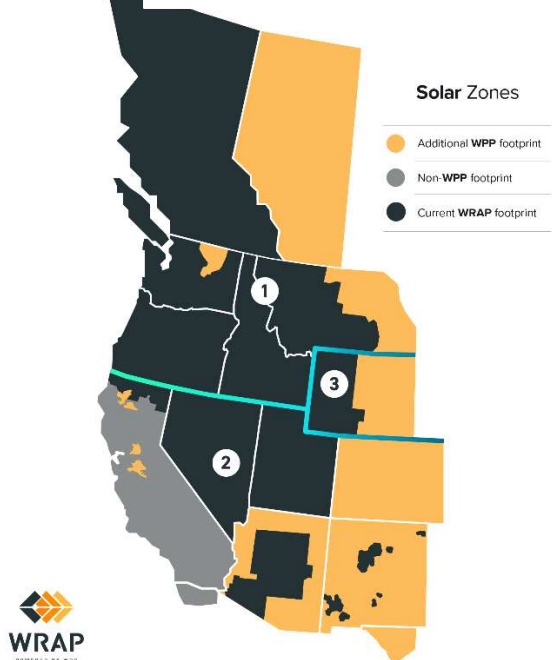 Solar Zones
Additional WPP footprint
Non-WPP footprint
Current WRAP footprint
1
3
2
WRAP